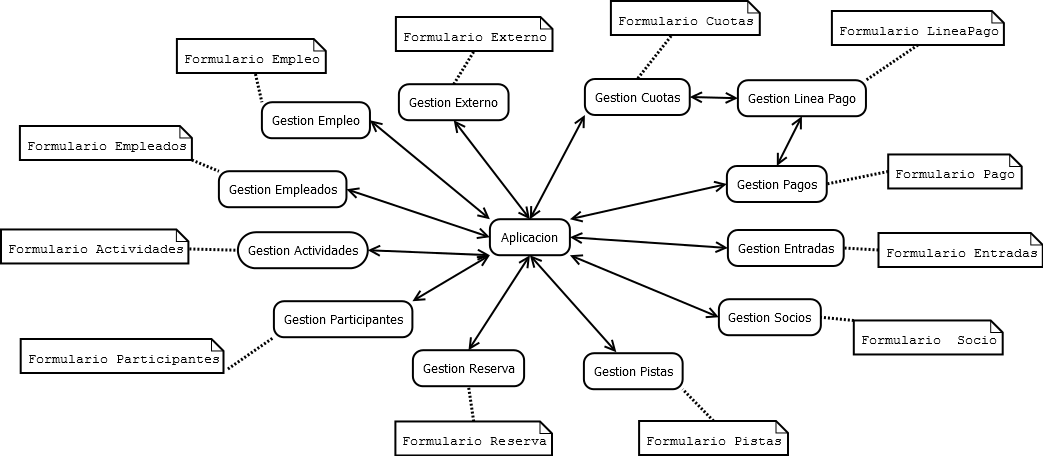 Formulario Cuotas
Formulario LineaPago
Formulario Externo
Formulario Empleo
Gestion Cuotas
Gestion Linea Pago
Gestion Externo
Gestion Empleo
Formulario Empleados
Formulario Pago
Gestion Empleados
Gestion Pagos
Aplicacion
Formulario Actividades
Gestion Actividades
Gestion Entradas
Formulario Entradas
Gestion Participantes
Gestion Socios
Formulario  Socio
Formulario Participantes
Gestion Reserva
Gestion Pistas
Formulario Reserva
Formulario Pistas